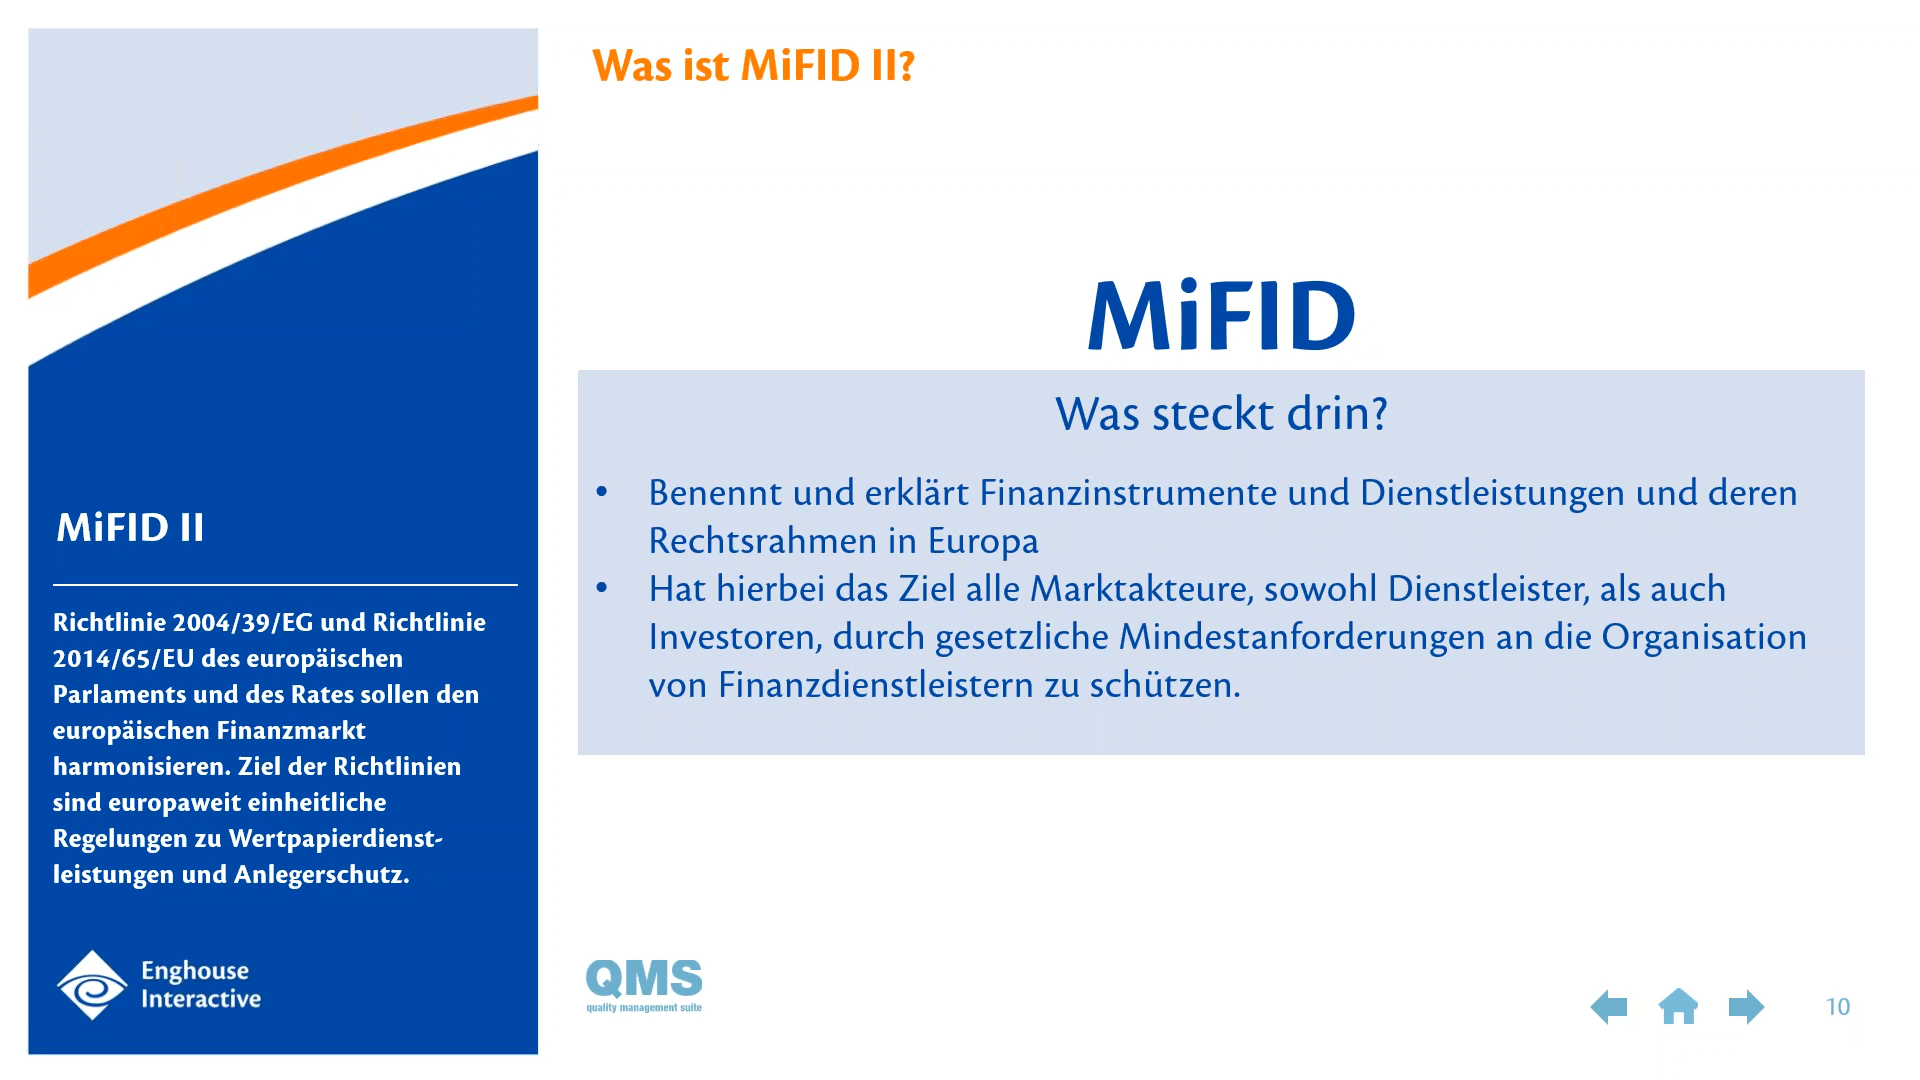 Was ist MiFID II?
MiFID
Was steckt drin?
• Benennt und erklärt Finanzinstrumente und Dienstleistungen und deren
Rechtsrahmen in Europa
• Hat hierbei das Ziel alle Marktakteure, sowohl Dienstleister, als auch
Investoren, durch gesetzliche Mindestanforderungen an die Organisation
von Finanzdienstleistern zu schützen.
MiFID II
Richtlinie 2004/39/EG und Richtlinie
2014/65/EU des europäischen
Parlaments und des Rates sollen den
europäischen Finanzmarkt
harmonisieren. Ziel der Richtlinien
sind europaweit einheitliche
Regelungen zu Wertpapierdienst-
leistungen und Anlegerschutz.
Enghouse
Interactive
QMS
quality management suite
10